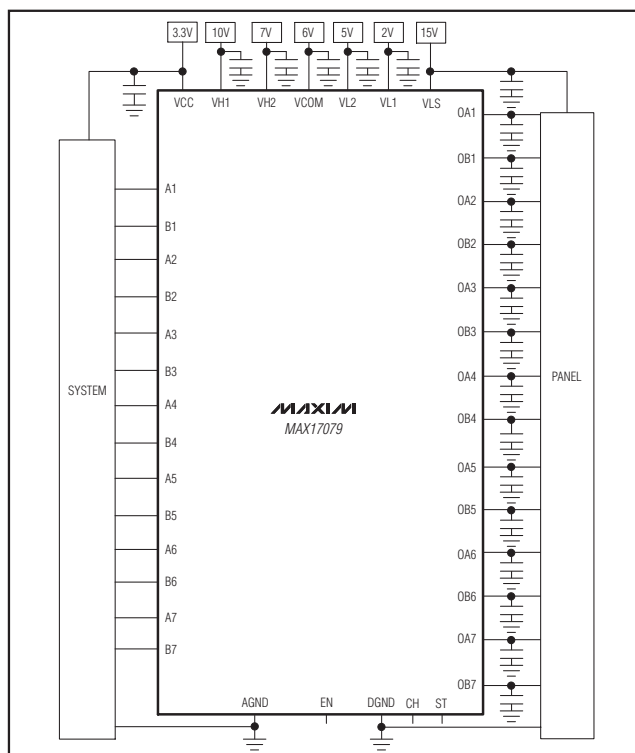 3.3V 10V 7V 6V 5V 2V 15V
VCC VH1 VH2 VCOM VL2 VL1 VLS
OA1
OB1
A1
OA2
B1
OB2
A2
OA3
B2
OB3
A3
B3
OA4
SYSTEM
PANEL
A4
MAXIM
MAX17079
OB4
B4
OA5
A5
OB5
B5
A6
OA6
B6
OB6
A7
OA7
B7
OB7
AGND EN DGND CH ST